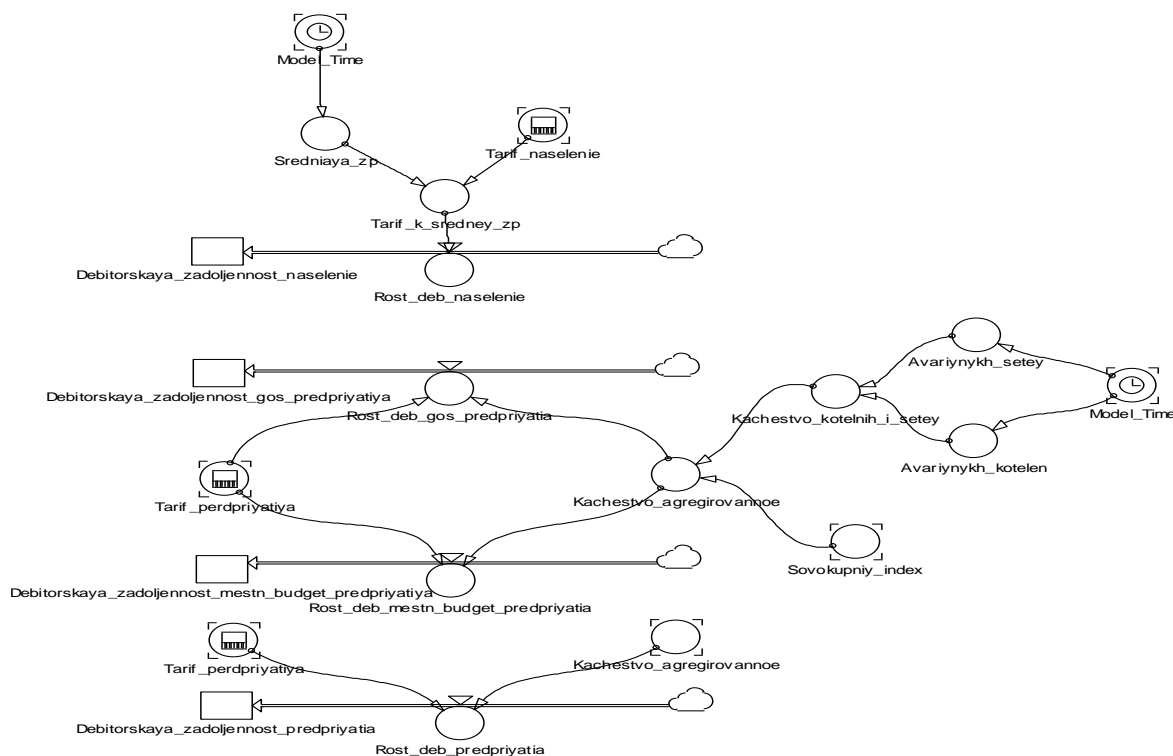 Model_Time
Sredniaya_zp
Tarif_naselenie
Tarif_k_sredney_zp
Debitorskaya_zadoljennost_naselenie
Rost_deb_naselenie
Avariynykh_setey
Debitorskaya_zadoljennost_gos_predpriyatiya
Rost_deb_gos_predpriyatia
Kachestvo_kotelnih_i_setey
Model_Time
Avariynykh_kotelen
Tarif_perdpriyatiya
Kachestvo_agregirovannoe
Sovokupniy_index
Debitorskaya_zadoljennost_mestn_budget_predpriyatiya
Rost_deb_mestn_budget_predpriyatia
Tarif_perdpriyatiya
Kachestvo_agregirovannoe
Debitorskaya_zadoljennost_predpriyatia
Rost_deb_predpriyatia